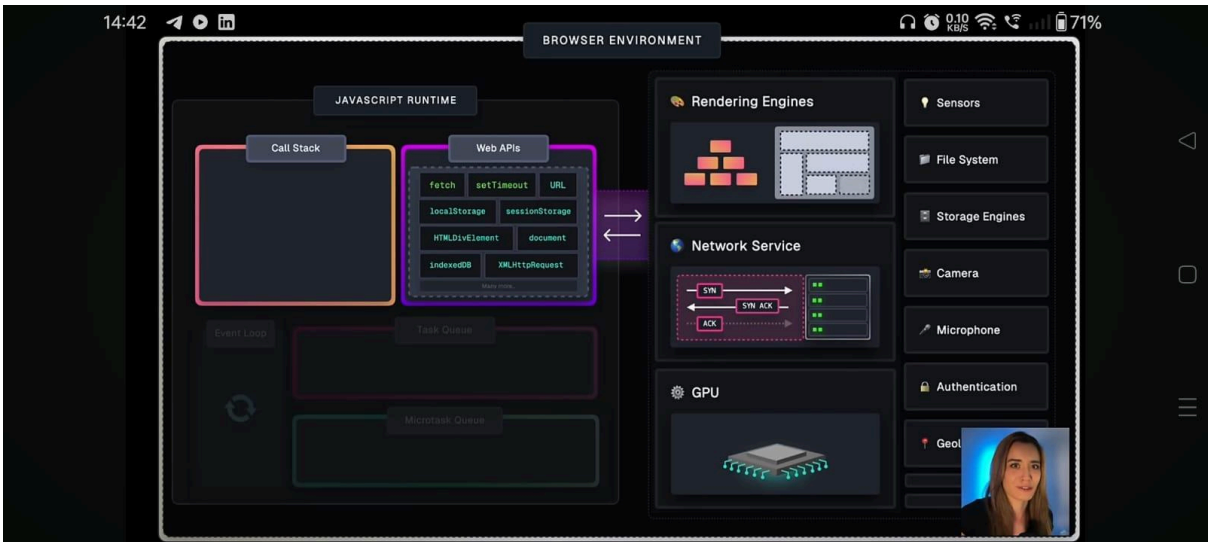 14:42
in
0.10
KB/S
71%
BROWSER ENVIRONMENT
JAVASCRIPT RUNTIME
Call Stack
Web APIs
fetch
setTimeout
URL
localStorage
sessionStorage
HTMLDivElement
document
indexedDB
XMLHttpRequest
Many more...
Event Loop
Task Queue
Microtask Queue
Rendering Engines
Network Service
SYN
SYN ACK
ACK
GPU
Sensors
File System
Storage Engines
Camera
Microphone
Authentication
Geol